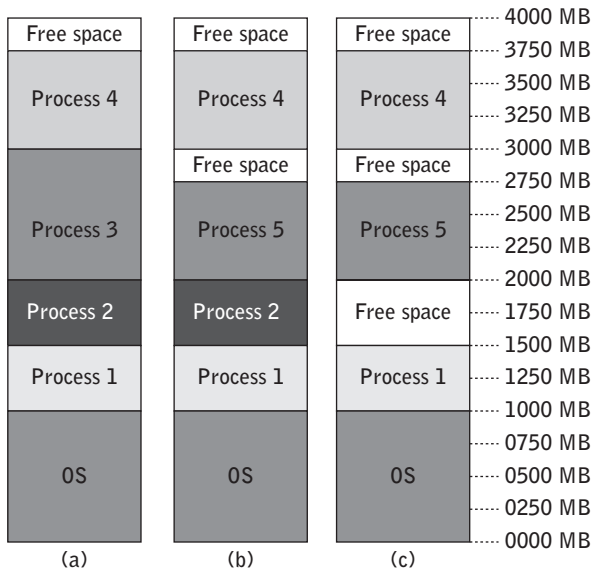 Free space
Process 4
Process 3
Process 2
Process 1
OS
(a)
Free space
Process 4
Free space
Process 5
Process 2
Process 1
OS
(b)
Free space
Process 4
Free space
Process 5
Free space
Process 1
OS
(c)
4000 MB
3750 MB
3500 MB
3250 MB
3000 MB
2750 MB
2500 MB
2250 MB
2000 MB
1750 MB
1500 MB
1250 MB
1000 MB
0750 MB
0500 MB
0250 MB
0000 MB